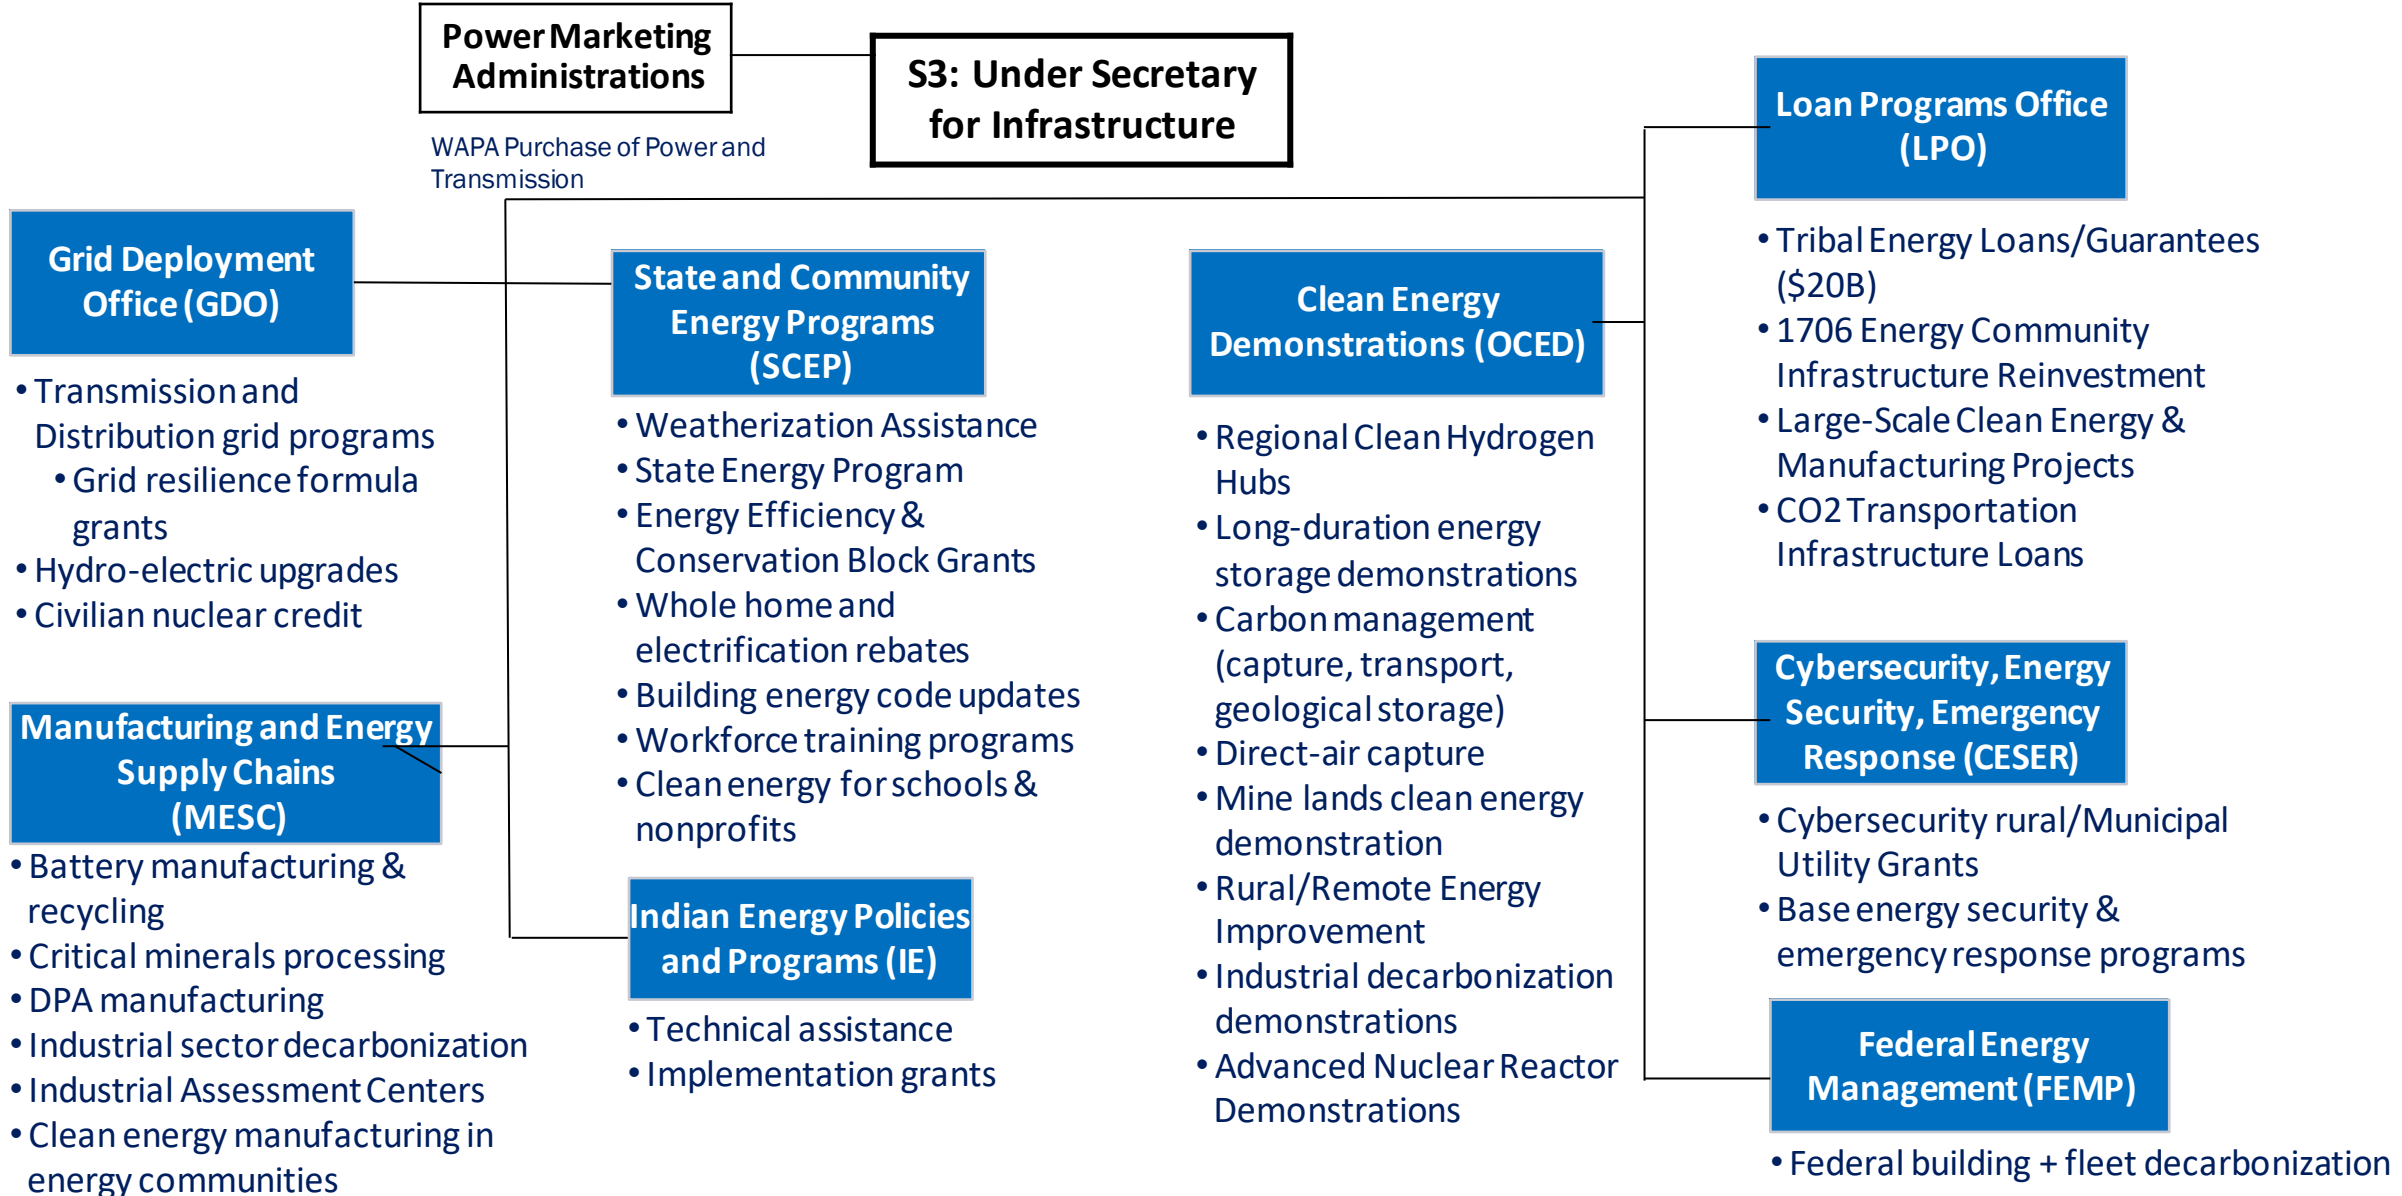 Power Marketing
Administrations
S3: Under Secretary
for Infrastructure
WAPA Purchase of Power and
Transmission
Grid Deployment
Office (GDO)
• Transmission and
Distribution grid programs
• Grid resilience formula
grants
• Hydro-electric upgrades
• Civilian nuclear credit
Manufacturing and Energy
Supply Chains
(MESC)
• Battery manufacturing &
recycling
• Critical minerals processing
• DPA manufacturing
• Industrial sector decarbonization
• Industrial Assessment Centers
• Clean energy manufacturing in
energy communities
State and Community
Energy Programs
(SCEP)
• Weatherization Assistance
• State Energy Program
• Energy Efficiency &
Conservation Block Grants
• Whole home and
electrification rebates
• Building energy code updates
• Workforce training programs
• Clean energy for schools &
nonprofits
Indian Energy Policies
and Programs (IE)
• Technical assistance
• Implementation grants
Clean Energy
Demonstrations (OCED)
• Regional Clean Hydrogen
Hubs
• Long-duration energy
storage demonstrations
• Carbon management
(capture, transport,
geological storage)
• Direct-air capture
• Mine lands clean energy
demonstration
• Rural/Remote Energy
Improvement
• Industrial decarbonization
demonstrations
• Advanced Nuclear Reactor
Demonstrations
Loan Programs Office
(LPO)
• Tribal Energy Loans/Guarantees
($20B)
• 1706 Energy Community
Infrastructure Reinvestment
• Large-Scale Clean Energy &
Manufacturing Projects
• CO2 Transportation
Infrastructure Loans
Cybersecurity, Energy
Security, Emergency
Response (CESER)
• Cybersecurity rural/Municipal
Utility Grants
• Base energy security &
emergency response programs
Federal Energy
Management (FEMP)
• Federal building + fleet decarbonization